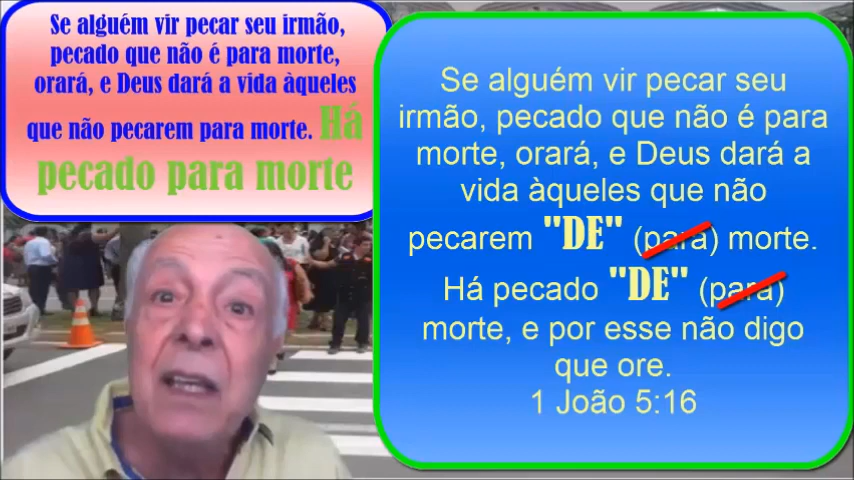 Se alguém vir pecar seu irmão,
pecado que não é para morte,
orará, e Deus dará a vida àqueles
que não pecarem para morte. Há
pecado para morte
Se alguém vir pecar seu
irmão, pecado que não é para
morte, orará, e Deus dará a
vida àqueles que não
pecarem "DE" (para) morte.
Há pecado "DE" (para)
morte, e por esse não digo
que ore.
1 João 5:16